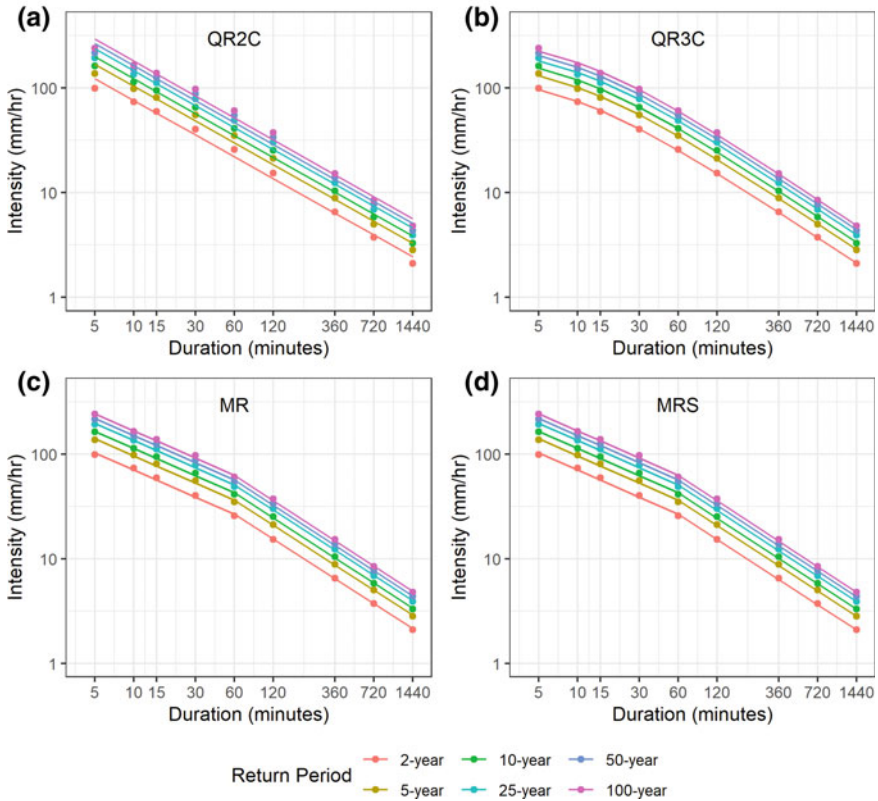 (a)
QR2C
Intensity (mm/hr)
100
10
1
5 10 15 30 60 120 360 720 1440
Duration (minutes)
(b)
QR3C
Intensity (mm/hr)
100
10
1
5 10 15 30 60 120 360 720 1440
Duration (minutes)
(c)
MR
Intensity (mm/hr)
100
10
1
5 10 15 30 60 120 360 720 1440
Duration (minutes)
(d)
MRS
Intensity (mm/hr)
100
10
1
5 10 15 30 60 120 360 720 1440
Duration (minutes)
Return Period
2-year 10-year 50-year
5-year 25-year 100-year